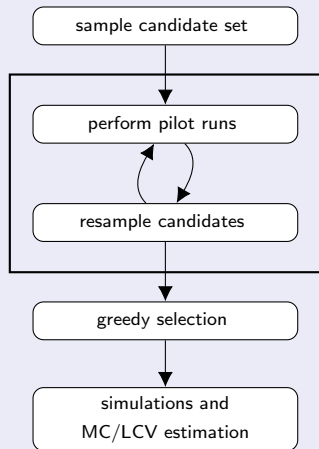 sample candidate set
perform pilot runs
resample candidates
greedy selection
simulations and
MC/LCV estimation